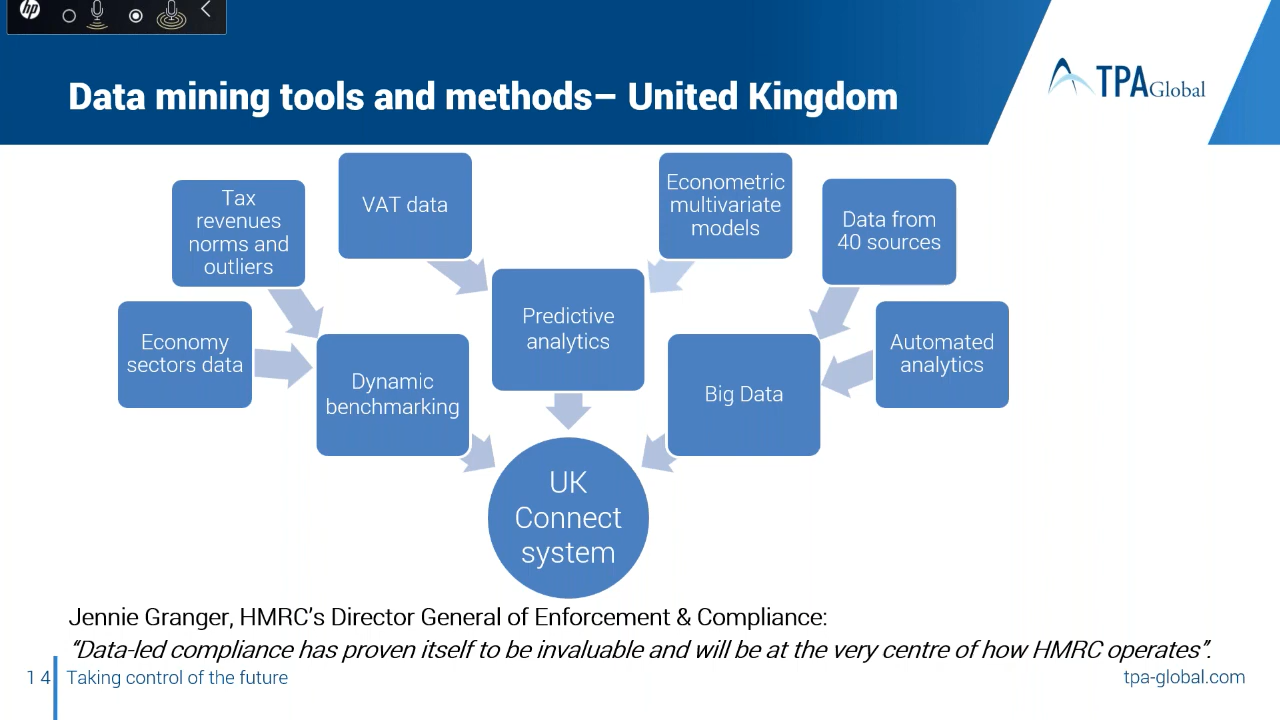 hp
Data mining tools and methods– United Kingdom
TPAGlobal
Tax
revenues
norms and
outliers
VAT data
Econometric
multivariate
models
Data from
40 sources
Economy
sectors data
Dynamic
benchmarking
Predictive
analytics
Big Data
Automated
analytics
UK
Connect
system
Jennie Granger, HMRC’s Director General of Enforcement & Compliance:
“Data-led compliance has proven itself to be invaluable and will be at the very centre of how HMRC operates”.
14 Taking control of the future
tpa-global.com